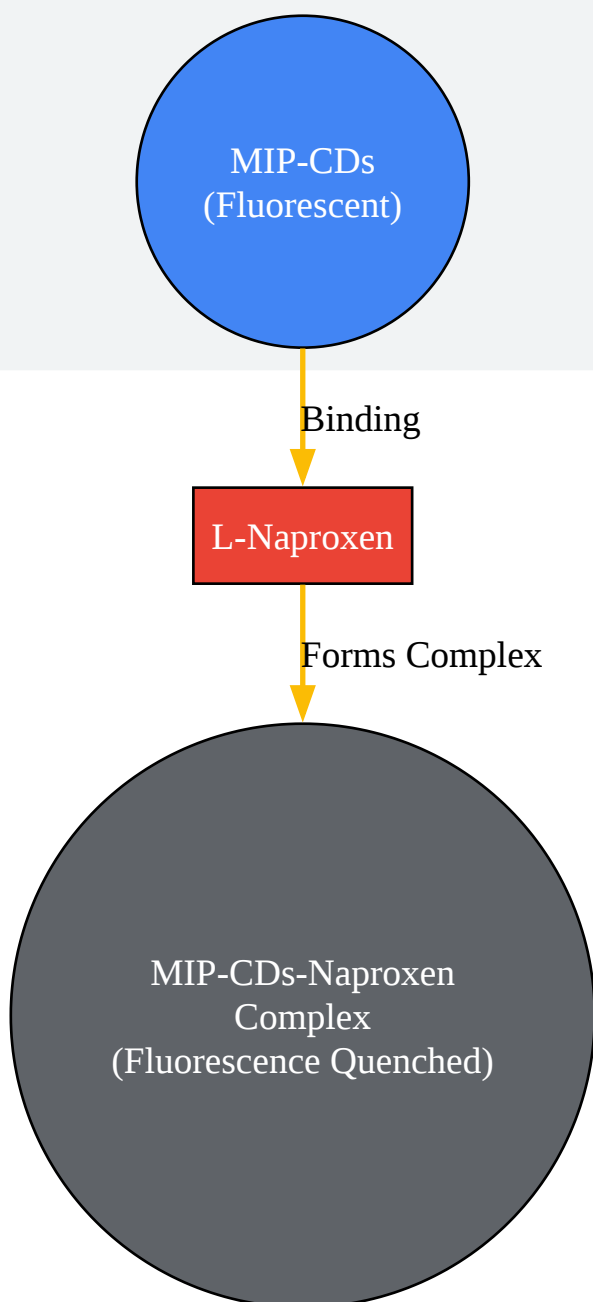 MIP-CDs
(Fluorescent)
Binding
L-Naproxen
Forms Complex
MIP-CDs-Naproxen
Complex
(Fluorescence Quenched)